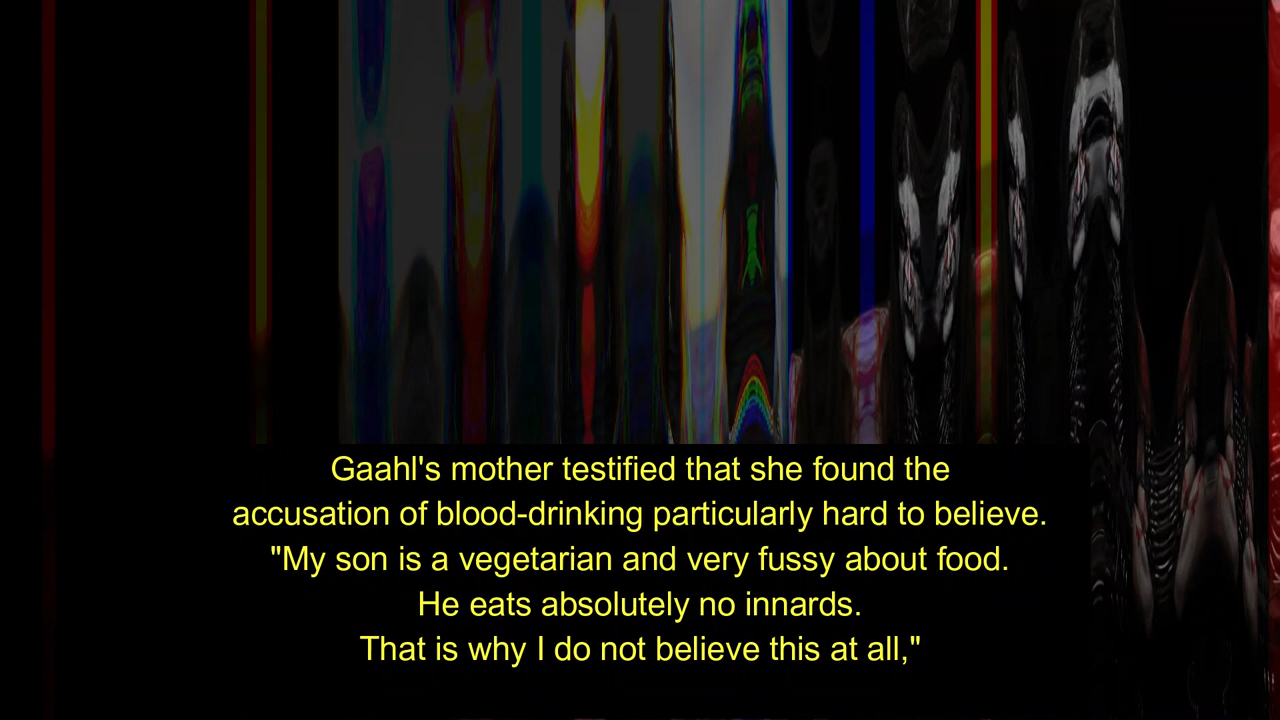 Gaahl's mother testified that she found the
accusation of blood-drinking particularly hard to believe.
"My son is a vegetarian and very fussy about food.
He eats absolutely no innards.
That is why I do not believe this at all,"